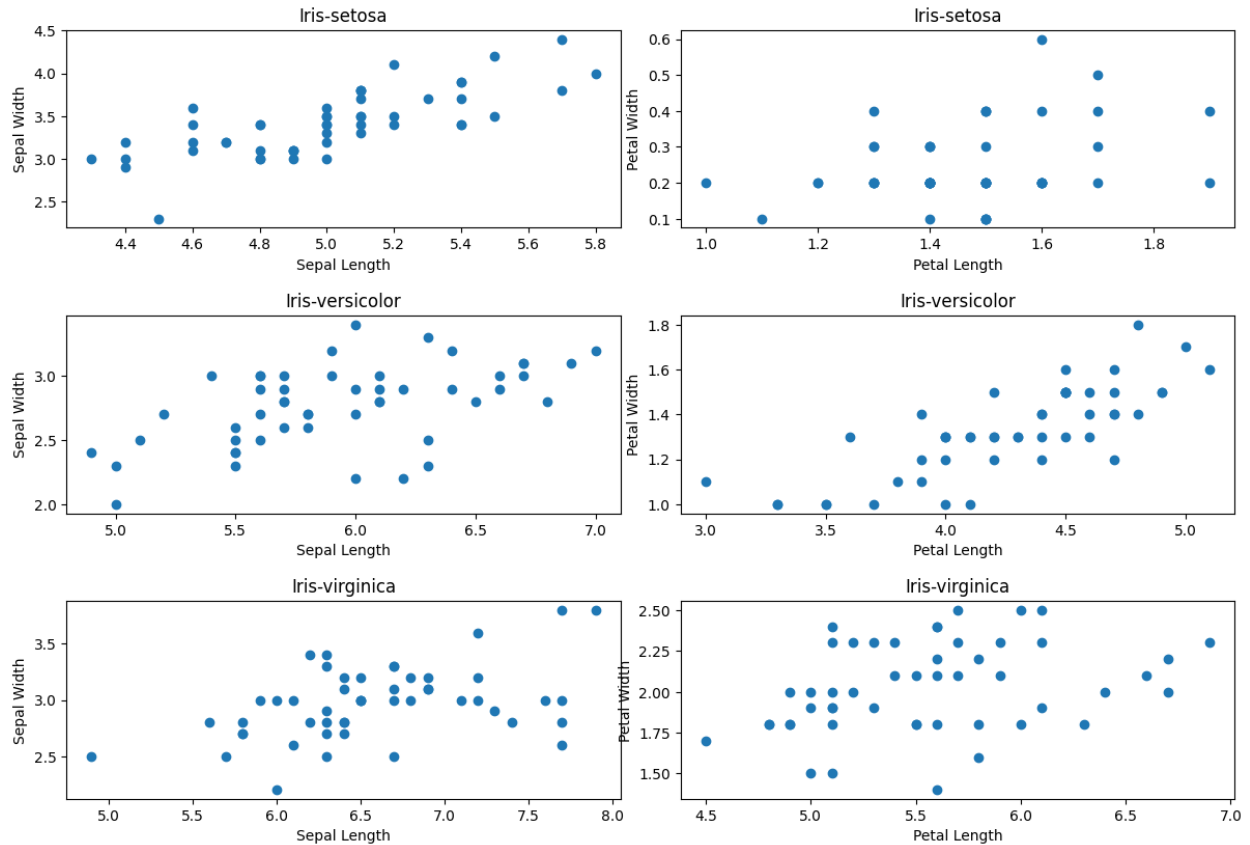 Iris-setosa
4.5
4.0
3.5
3.0
2.5
Sepal Width
4.4 4.6 4.8 5.0 5.2 5.4 5.6 5.8
Sepal Length
Iris-setosa
0.6
0.5
0.4
0.3
0.2
0.1
Petal Width
1.0 1.2 1.4 1.6 1.8
Petal Length
Iris-versicolor
3.0
2.5
2.0
Sepal Width
5.0 5.5 6.0 6.5 7.0
Sepal Length
Iris-versicolor
1.8
1.6
1.4
1.2
1.0
Petal Width
3.0 3.5 4.0 4.5 5.0
Petal Length
Iris-virginica
3.5
3.0
2.5
Sepal Width
5.0 5.5 6.0 6.5 7.0 7.5 8.0
Sepal Length
Iris-virginica
2.50
2.25
2.00
1.75
1.50
Petal Width
4.5 5.0 5.5 6.0 6.5 7.0
Petal Length